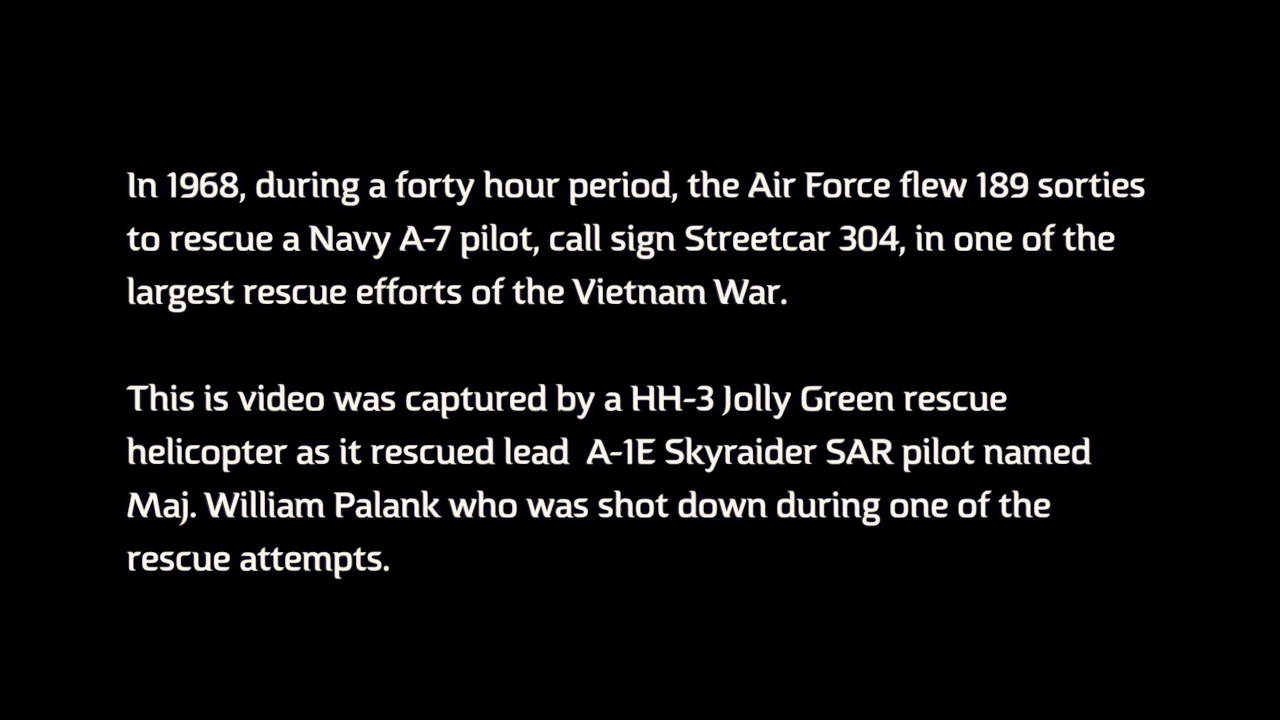 In 1968, during a forty hour period, the Air Force flew 189 sorties
to rescue a Navy A-7 pilot, call sign Streetcar 304, in one of the
largest rescue efforts of the Vietnam War.
This is video was captured by a HH-3 Jolly Green rescue
helicopter as it rescued lead  A-1E Skyraider SAR pilot named
Maj. William Palank who was shot down during one of the
rescue attempts.